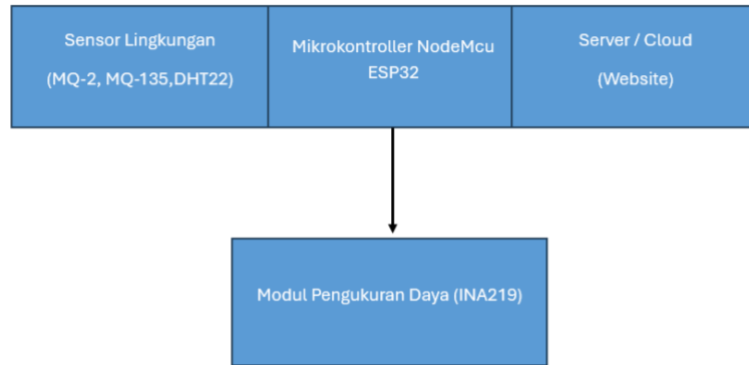 Sensor Lingkungan
(MQ-2, MQ-135,DHT22)
Mikrokontroller NodeMcu
ESP32
Server / Cloud
(Website)
Modul Pengukuran Daya (INA219)